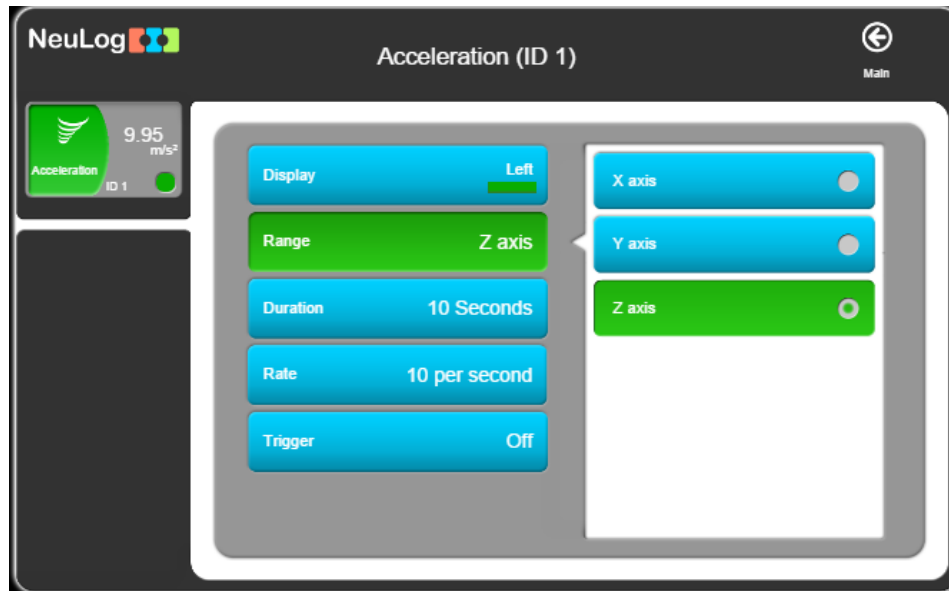 NeuLog
Acceleration (ID 1)
Main
9.95
m/s²
Acceleration
ID 1
Display Left
Range Z axis
Duration 10 Seconds
Rate 10 per second
Trigger Off
X axis
Y axis
Z axis